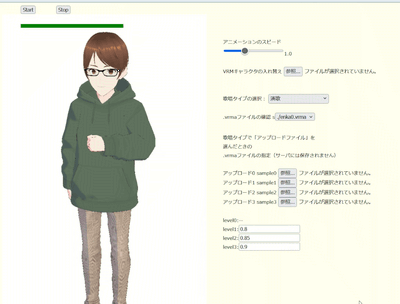 Start Stop
アニメーションのスピード
1.0
VRMキャラクタの入れ替え 参照... ファイルが選択されていません。
歌唱タイプの選択： 演歌
.vrmaファイルの確認 ./enka0.vrma
歌唱タイプで「アップロードファイル」を
選んだときの
.vrmaファイルの指定（サーバには保存されません）
アップロード0 sample0 参照... ファイルが選択されていません。
アップロード1 sample1 参照... ファイルが選択されていません。
アップロード2 sample2 参照... ファイルが選択されていません。
アップロード3 sample3 参照... ファイルが選択されていません。
level0:--
level1: 0.8
level2: 0.85
level3: 0.9